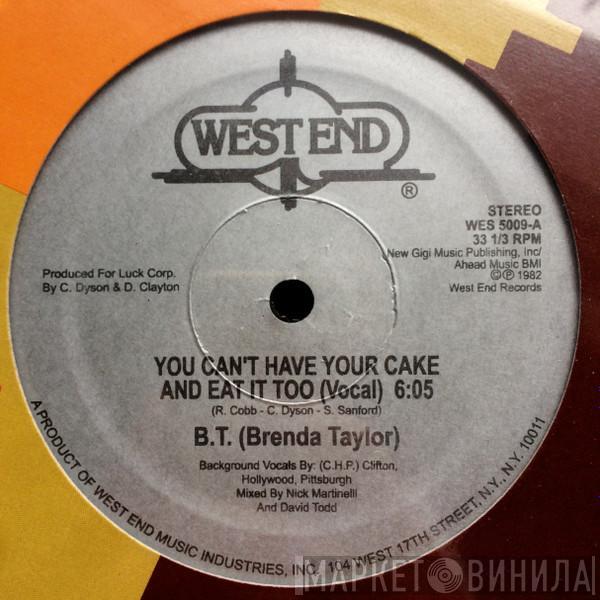 WEST END
®
STEREO
WES 5009-A
33 1/3 RPM
New Gigi Music Publishing, Inc/
Ahead Music BMI
©℗ 1982
West End Records
Produced For Luck Corp.
By C. Dyson & D. Clayton
YOU CAN'T HAVE YOUR CAKE
AND EAT IT TOO (Vocal) 6:05
(R. Cobb - C. Dyson - S. Sanford)
B.T. (Brenda Taylor)
Background Vocals By: (C.H.P.) Clifton,
Hollywood, Pittsburgh
Mixed By Nick Martinelli
And David Todd
A PRODUCT OF WEST END MUSIC INDUSTRIES, INC. 104 WEST 17TH STREET, N.Y., N.Y. 10011
МАРКЕТ ВИНИЛА